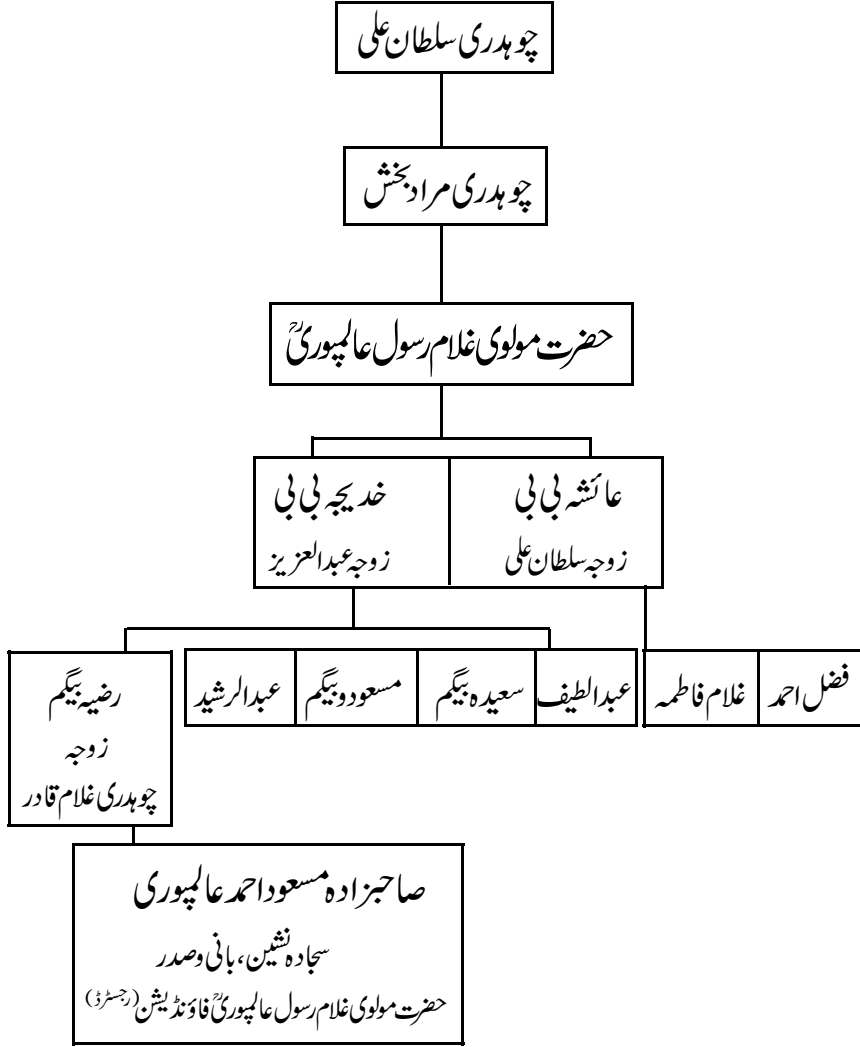 چوہدری سلطان علی
چوہدری مراد بخش
حضرت مولوی غلام رسول عالمپوریؒ
عائشہ بی بی
زوجہ سلطان علی
خدیجہ بی بی
زوجہ عبدالعزیز
فضل احمد
غلام فاطمہ
عبدالطیف
سعیدہ بیگم
مسعودو بیگم
عبدالرشید
رضیہ بیگم
زوجہ
چوہدری غلام قادر
صاحبزادہ مسعود احمد عالمپوری
سجادہ نشین، بانی و صدر
حضرت مولوی غلام رسول عالمپوریؒ فاؤنڈیشن (رجسٹرڈ)